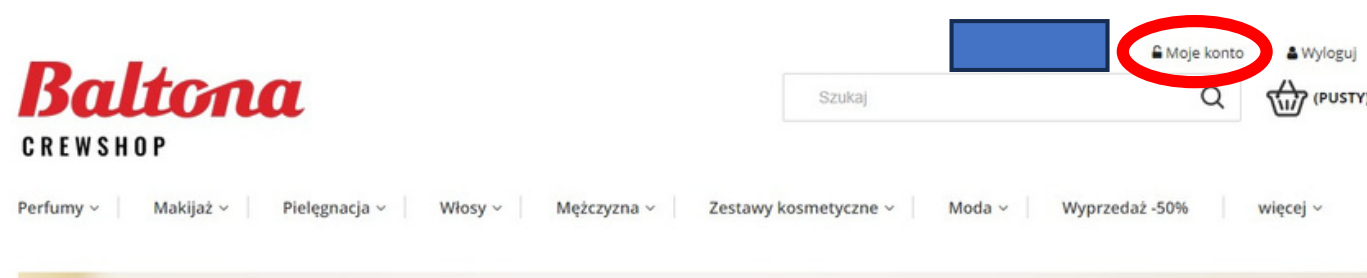 Moje konto Wyloguj
Baltona
Szukaj (PUSTY)
CREWSHOP
Perfumy Makijaż Pielęgnacja Włosy Mężczyzna Zestawy kosmetyczne Moda Wyprzedaż -50% więcej